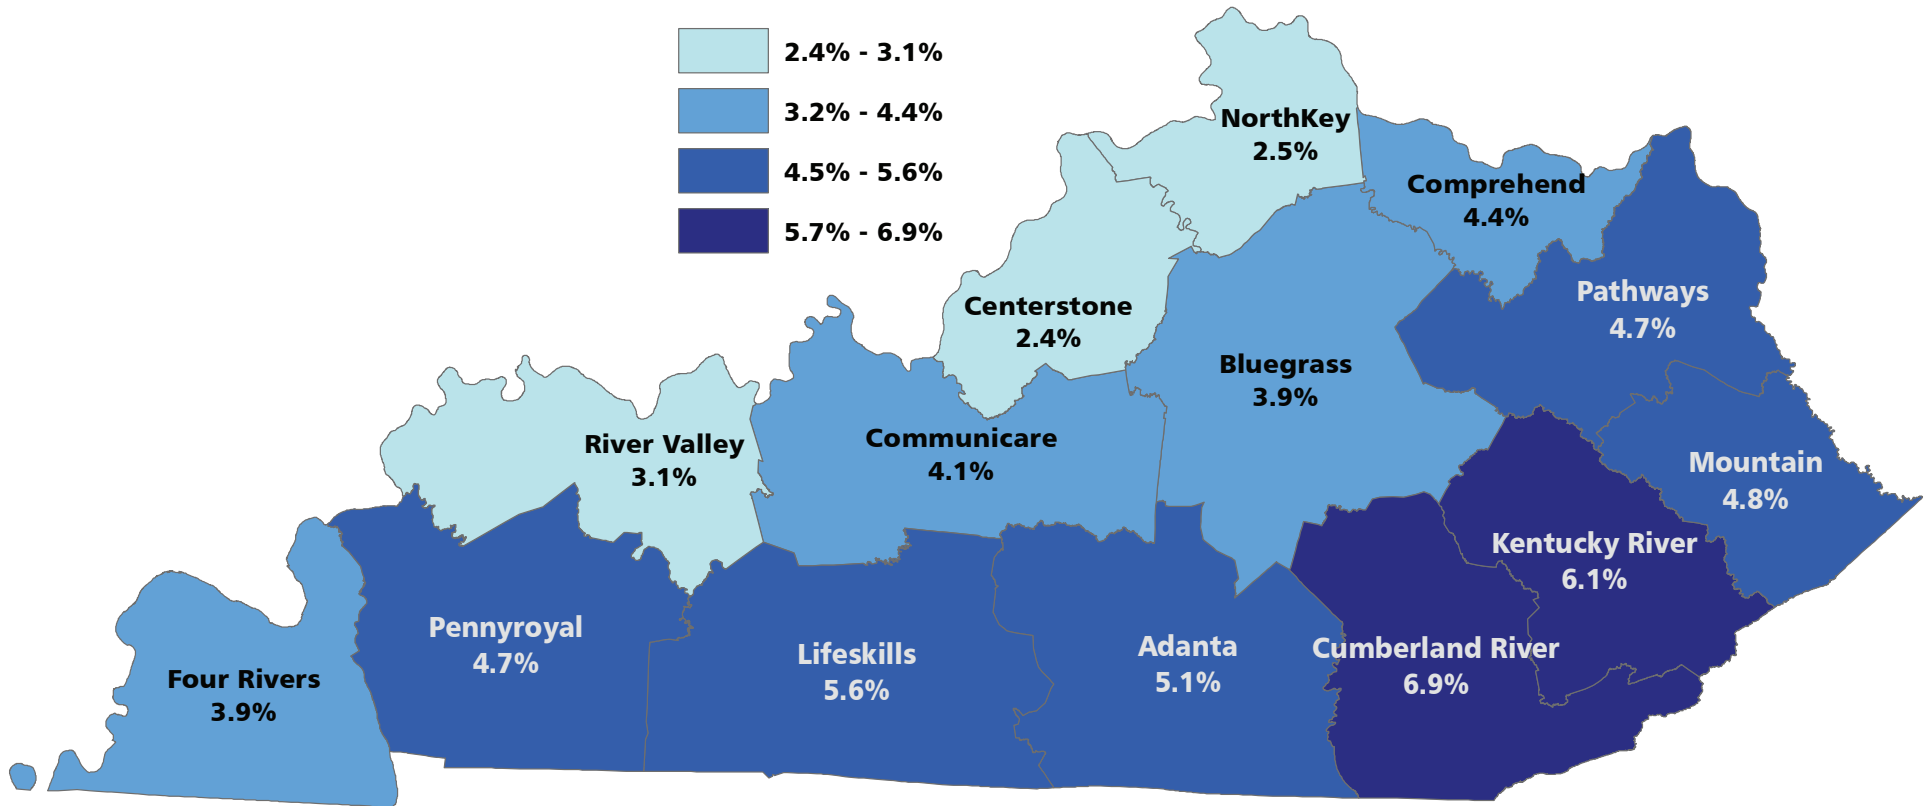 2.4% - 3.1%
3.2% - 4.4%
4.5% - 5.6%
5.7% - 6.9%
NorthKey
2.5%
Comprehend
4.4%
Pathways
4.7%
Centerstone
2.4%
Bluegrass
3.9%
River Valley
3.1%
Communicare
4.1%
Mountain
4.8%
Kentucky River
6.1%
Four Rivers
3.9%
Pennyroyal
4.7%
Lifeskills
5.6%
Adanta
5.1%
Cumberland River
6.9%